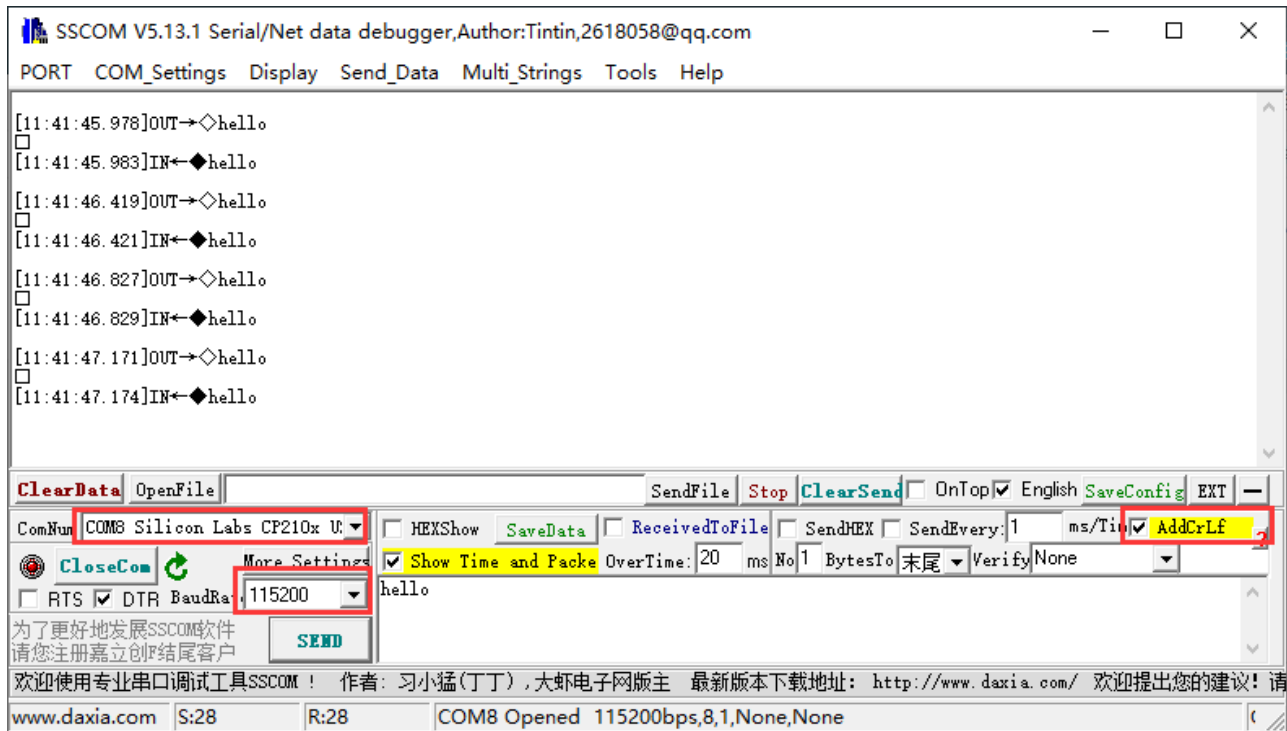 SSCOM V5.13.1 Serial/Net data debugger,Author:Tintin,2618058@qq.com
PORT COM_Settings Display Send_Data Multi_Strings Tools Help
[11:41:45.978]OUT→◇hello
□
[11:41:45.983]IN←◆hello
[11:41:46.419]OUT→◇hello
□
[11:41:46.421]IN←◆hello
[11:41:46.827]OUT→◇hello
□
[11:41:46.829]IN←◆hello
[11:41:47.171]OUT→◇hello
□
[11:41:47.174]IN←◆hello
ClearData OpenFile SendFile Stop ClearSend OnTop English SaveConfig EXT —
ComNum COM8 Silicon Labs CP210x U HEXShow SaveData ReceivedToFile SendHEX SendEvery: 1 ms/Tim AddCrLf
CloseCom More Settings Show Time and Packe OverTime: 20 ms No 1 BytesTo 末尾 Verify None
RTS DTR BaudRat 115200 hello
为了更好地发展SSCOM软件
请您注册嘉立创F结尾客户 SEND
欢迎使用专业串口调试工具SSCOM ! 作者: 习小猛(丁丁),大虾电子网版主 最新版本下载地址: http://www.daxia.com/ 欢迎提出您的建议! 请
www.daxia.com S:28 R:28 COM8 Opened 115200bps,8,1,None,None